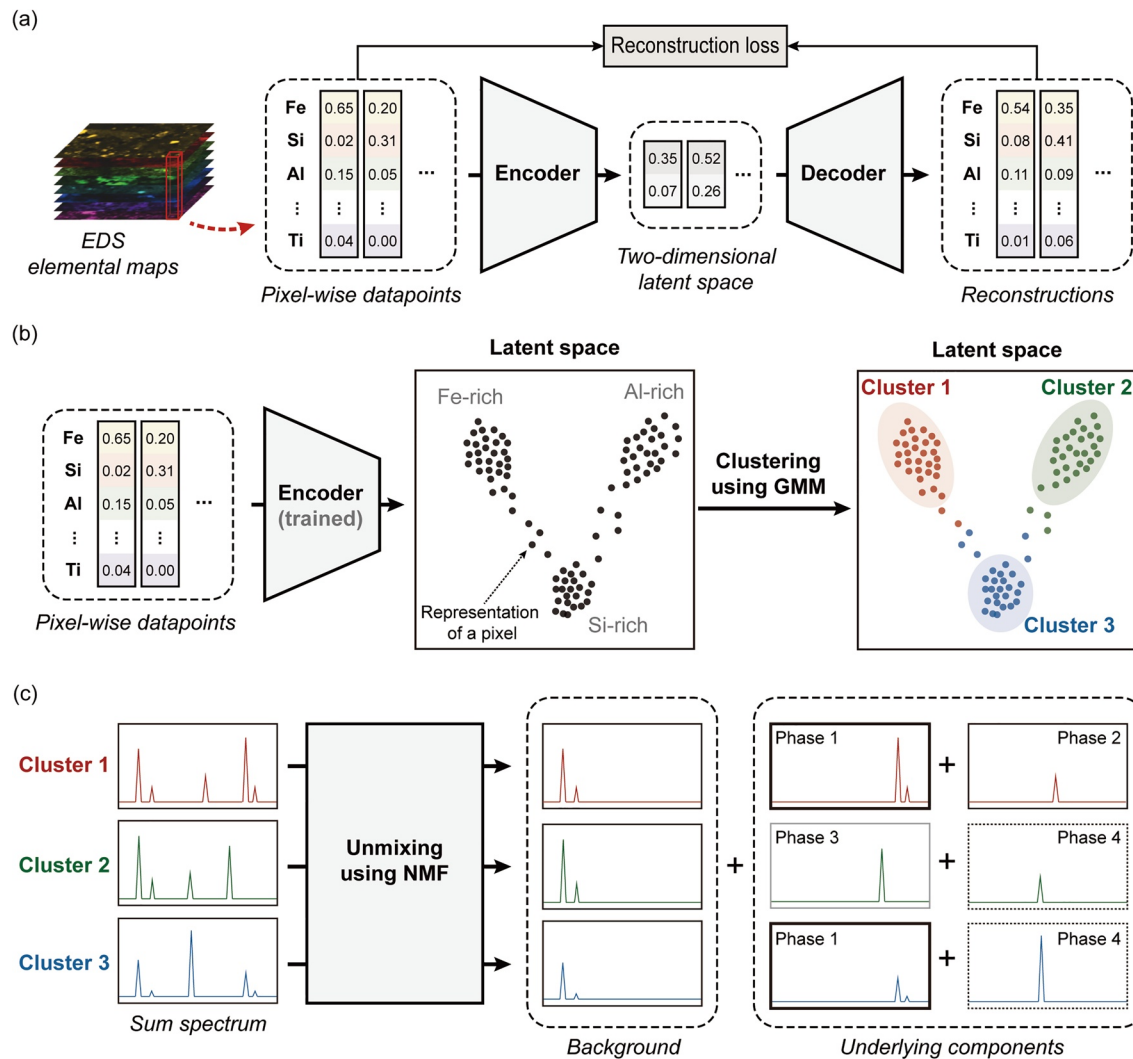 (a)
Reconstruction loss
Fe 0.65 0.20
Si 0.02 0.31
Al 0.15 0.05 ...
⋮ ⋮ ⋮
Ti 0.04 0.00
EDS
elemental maps
Pixel-wise datapoints
Encoder
0.35 0.52
0.07 0.26 ...
Two-dimensional
latent space
Decoder
Fe 0.54 0.35
Si 0.08 0.41
Al 0.11 0.09 ...
⋮ ⋮ ⋮
Ti 0.01 0.06
Reconstructions
(b)
Fe 0.65 0.20
Si 0.02 0.31
Al 0.15 0.05 ...
⋮ ⋮ ⋮
Ti 0.04 0.00
Pixel-wise datapoints
Encoder
(trained)
Latent space
Fe-rich
Al-rich
Representation
of a pixel
Si-rich
Clustering
using GMM
Latent space
Cluster 1
Cluster 2
Cluster 3
(c)
Cluster 1
Cluster 2
Cluster 3
Sum spectrum
Unmixing
using NMF
Background
+
Phase 1 + Phase 2
Phase 3 + Phase 4
Phase 1 + Phase 4
Underlying components